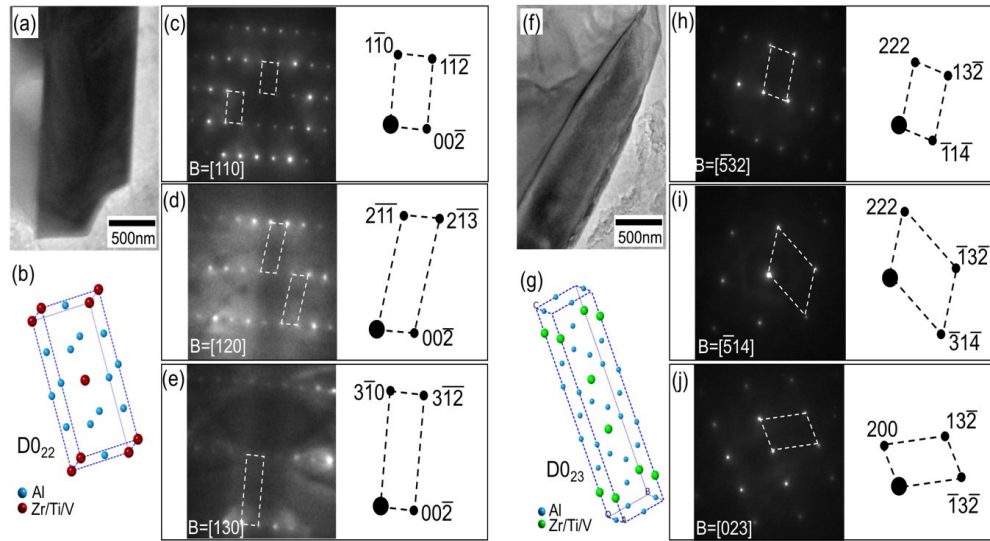 (a)
500nm
(b)
D0₂₂
Al
Zr/Ti/V
(c)
B=[110]
11̄0
11̄2̄
002̄
(d)
B=[120]
21̄1̄
21̄3̄
002̄
(e)
B=[130]
31̄0
31̄2̄
002̄
(f)
500nm
(g)
C
B
O
D0₂₃
Al
Zr/Ti/V
(h)
B=[5̄32]
222
132̄
1̄14̄
(i)
B=[5̄14]
222
1̄32̄
3̄14̄
(j)
B=[023]
200
132̄
1̄32̄